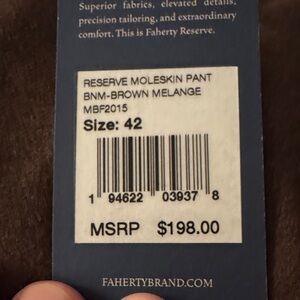 Superior fabrics, elevated details,
precision tailoring, and extraordinary
comfort. This is Faherty Reserve.
RESERVE MOLESKIN PANT
BNM-BROWN MELANGE
MBF2015
Size: 42
1 94622 03937 8
MSRP $198.00
FAHERTYBRAND.COM